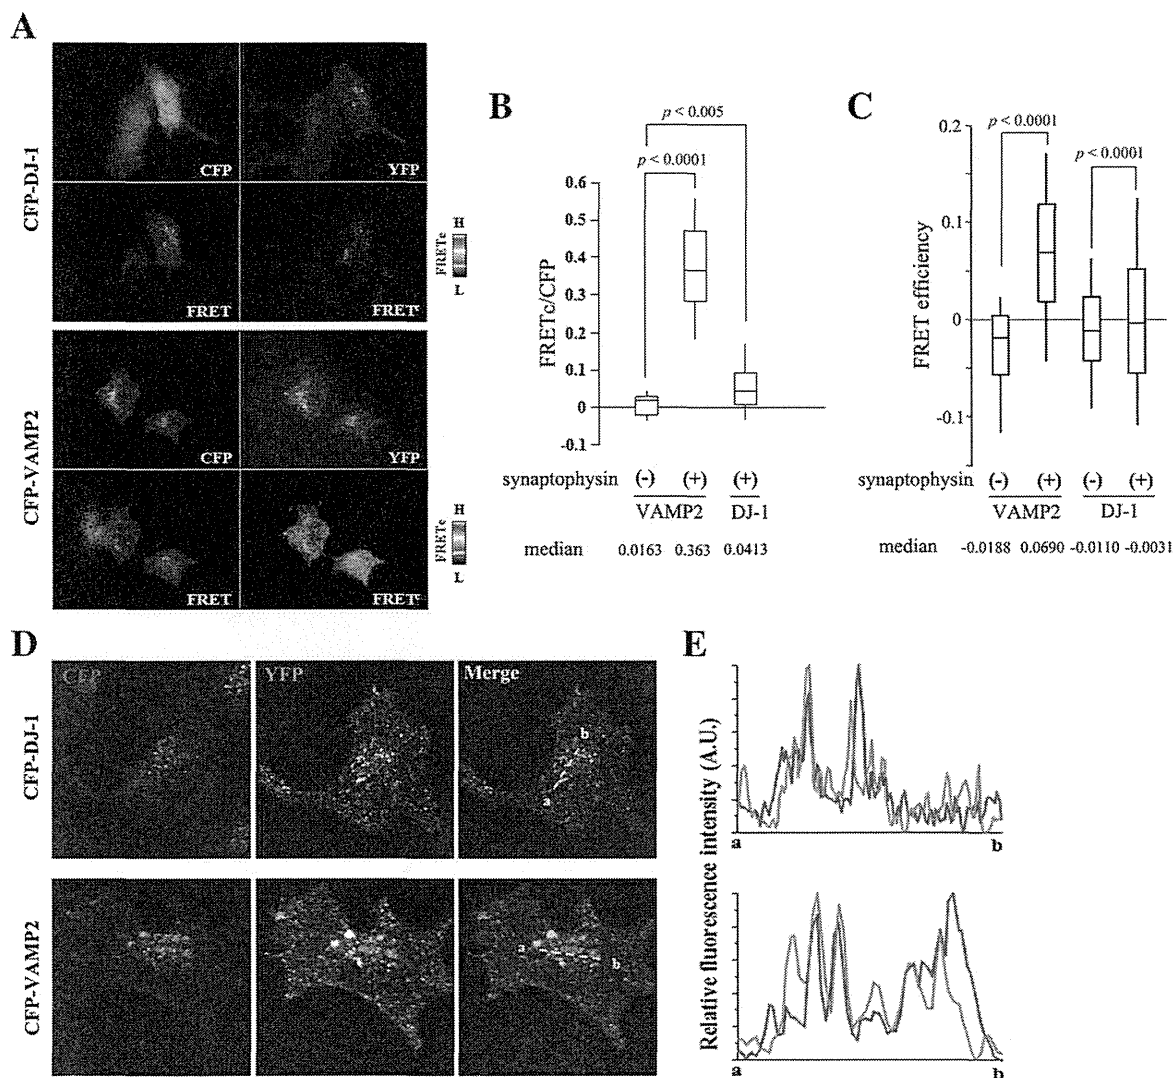 A
CFP-DJ-1
CFP
YFP
FRET
FRETc
H
FRETc
L
CFP-VAMP2
CFP
YFP
FRET
FRETc
H
FRETc
L
B
p < 0.005
p < 0.0001
FRETc/CFP
0.6
0.5
0.4
0.3
0.2
0.1
0
-0.1
synaptophysin (-) (+) (+)
VAMP2 DJ-1
median 0.0163 0.363 0.0413
C
p < 0.0001
p < 0.0001
FRET efficiency
0.2
0.1
0
-0.1
synaptophysin (-) (+) (-) (+)
VAMP2 DJ-1
median -0.0188 0.0690 -0.0110 -0.0031
D
CFP-DJ-1
CFP
YFP
Merge
a
b
CFP-VAMP2
a
b
E
Relative fluorescence intensity (A.U.)
a b
a b